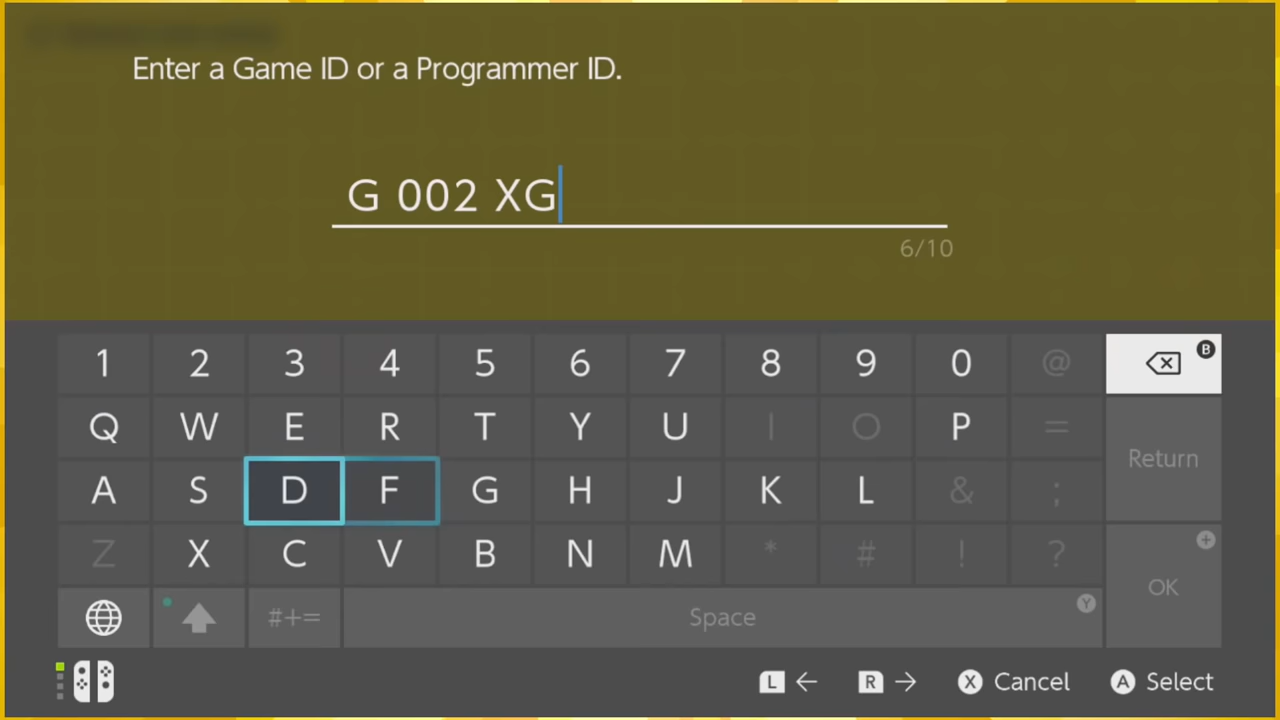 Enter a Game ID or a Programmer ID.
G 002 XG
6/10
1 2 3 4 5 6 7 8 9 0 @ B
Q W E R T Y U I O P =
Return
A S D F G H J K L & ;
Z X C V B N M * # ! ?
+
OK
#+= Space Y
L ← R → X Cancel A Select